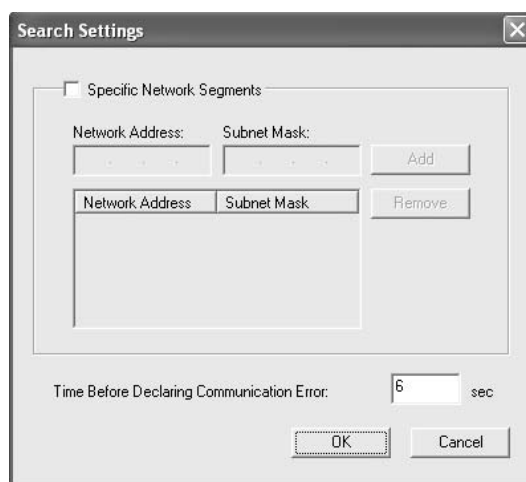 Search Settings
Specific Network Segments
Network Address: Subnet Mask:
Add
Network Address Subnet Mask
Remove
Time Before Declaring Communication Error: 6 sec
OK Cancel